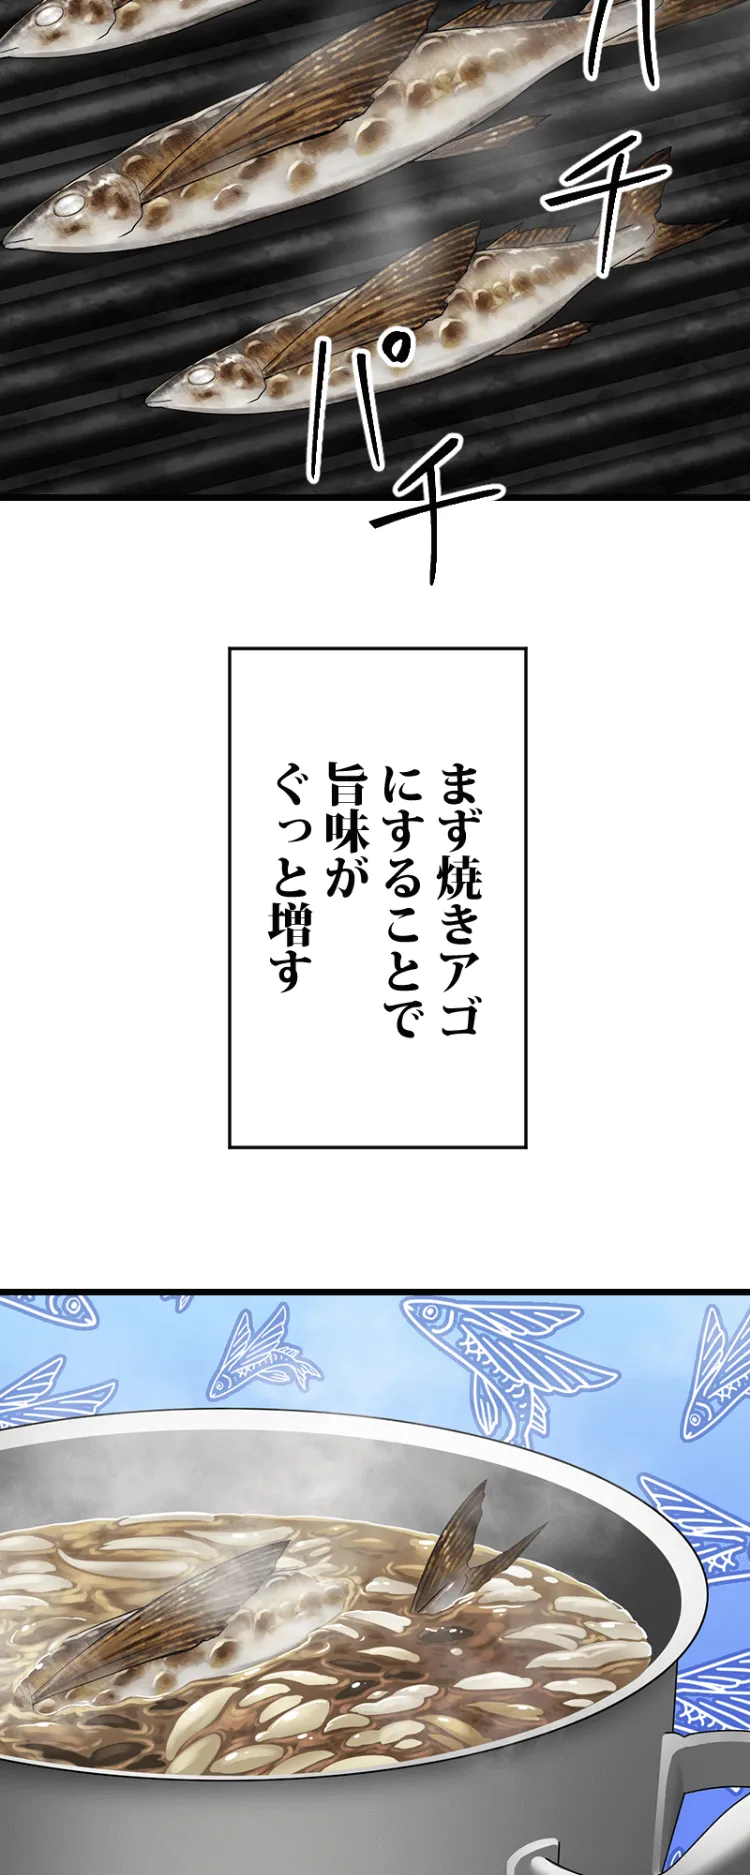 パチ
パチ
まず焼きアゴ
にすることで
旨味が
ぐっと増す